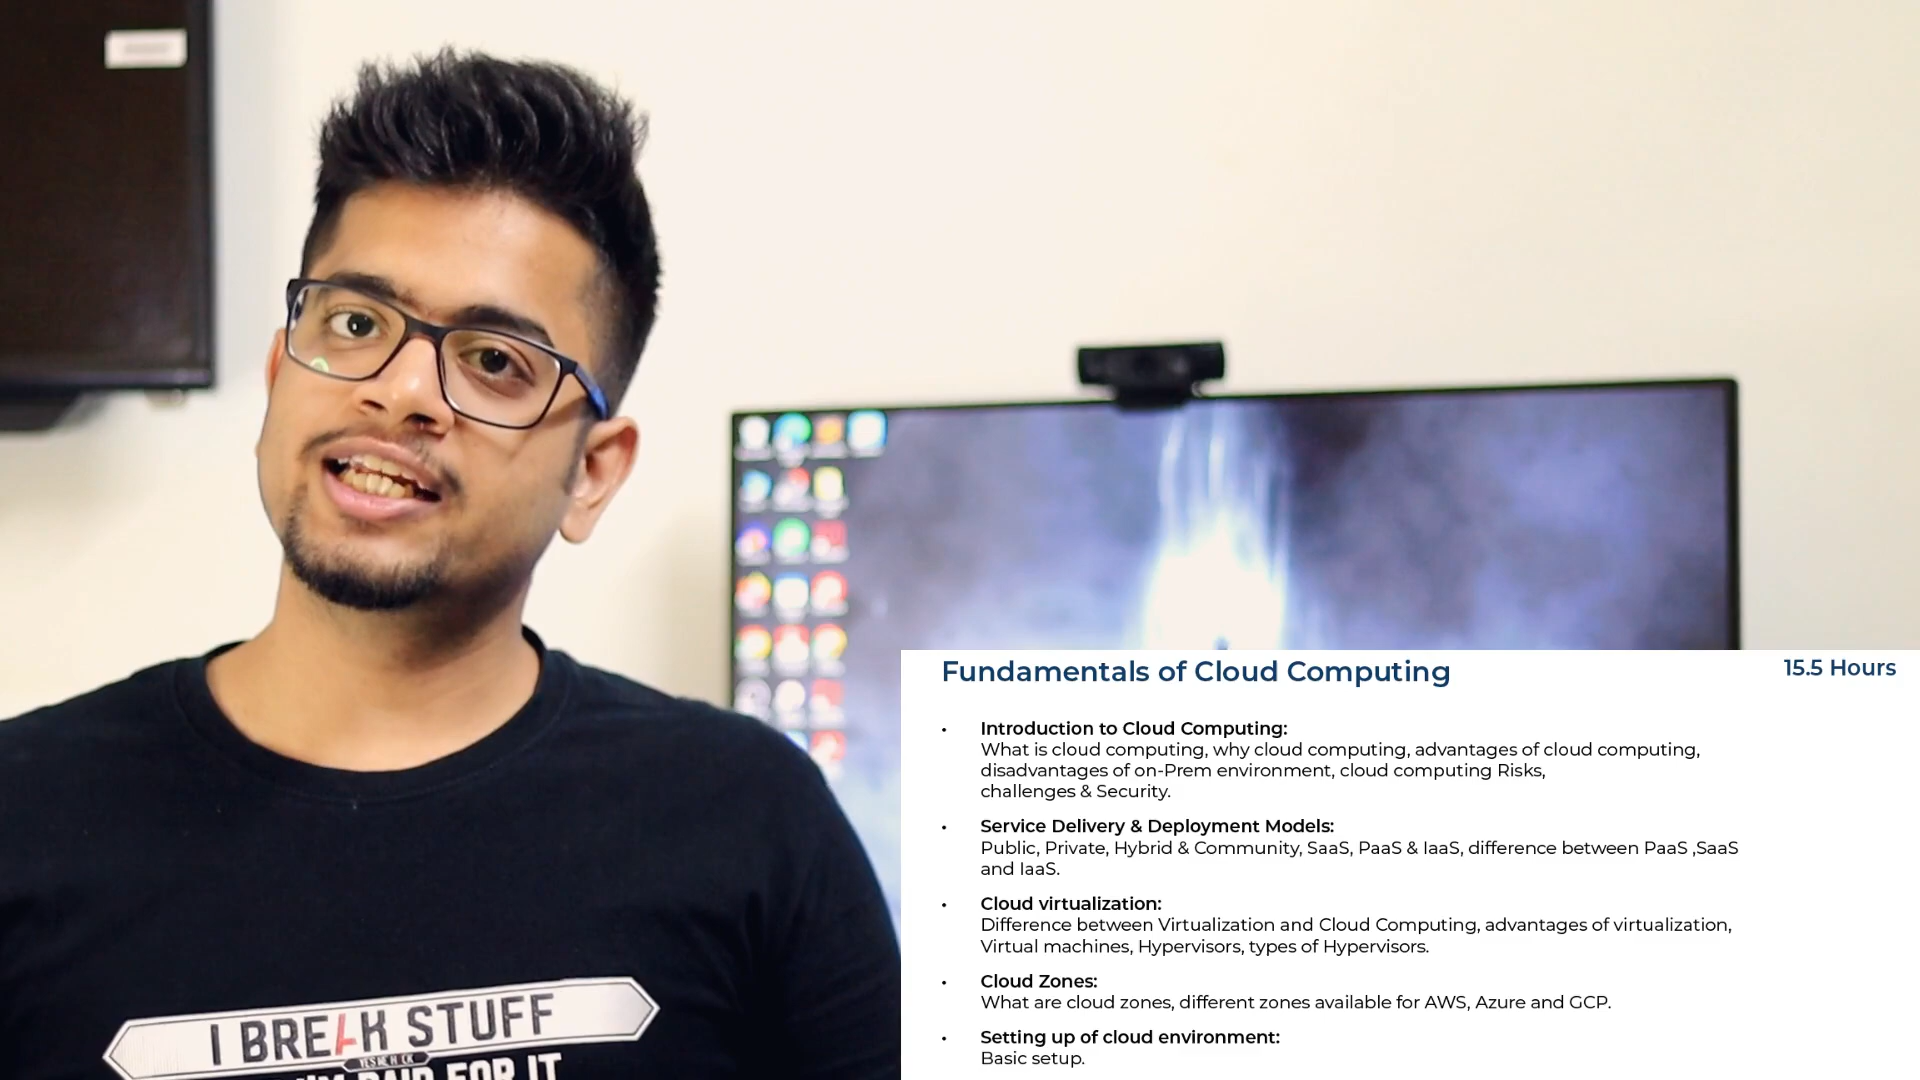 Fundamentals of Cloud Computing
15.5 Hours
• Introduction to Cloud Computing:
What is cloud computing, why cloud computing, advantages of cloud computing,
disadvantages of on-Prem environment, cloud computing Risks,
challenges & Security.
• Service Delivery & Deployment Models:
Public, Private, Hybrid & Community, SaaS, PaaS & IaaS, difference between PaaS ,SaaS
and IaaS.
• Cloud virtualization:
Difference between Virtualization and Cloud Computing, advantages of virtualization,
Virtual machines, Hypervisors, types of Hypervisors.
• Cloud Zones:
What are cloud zones, different zones available for AWS, Azure and GCP.
• Setting up of cloud environment:
Basic setup.
I BREAK STUFF
PAID FOR IT